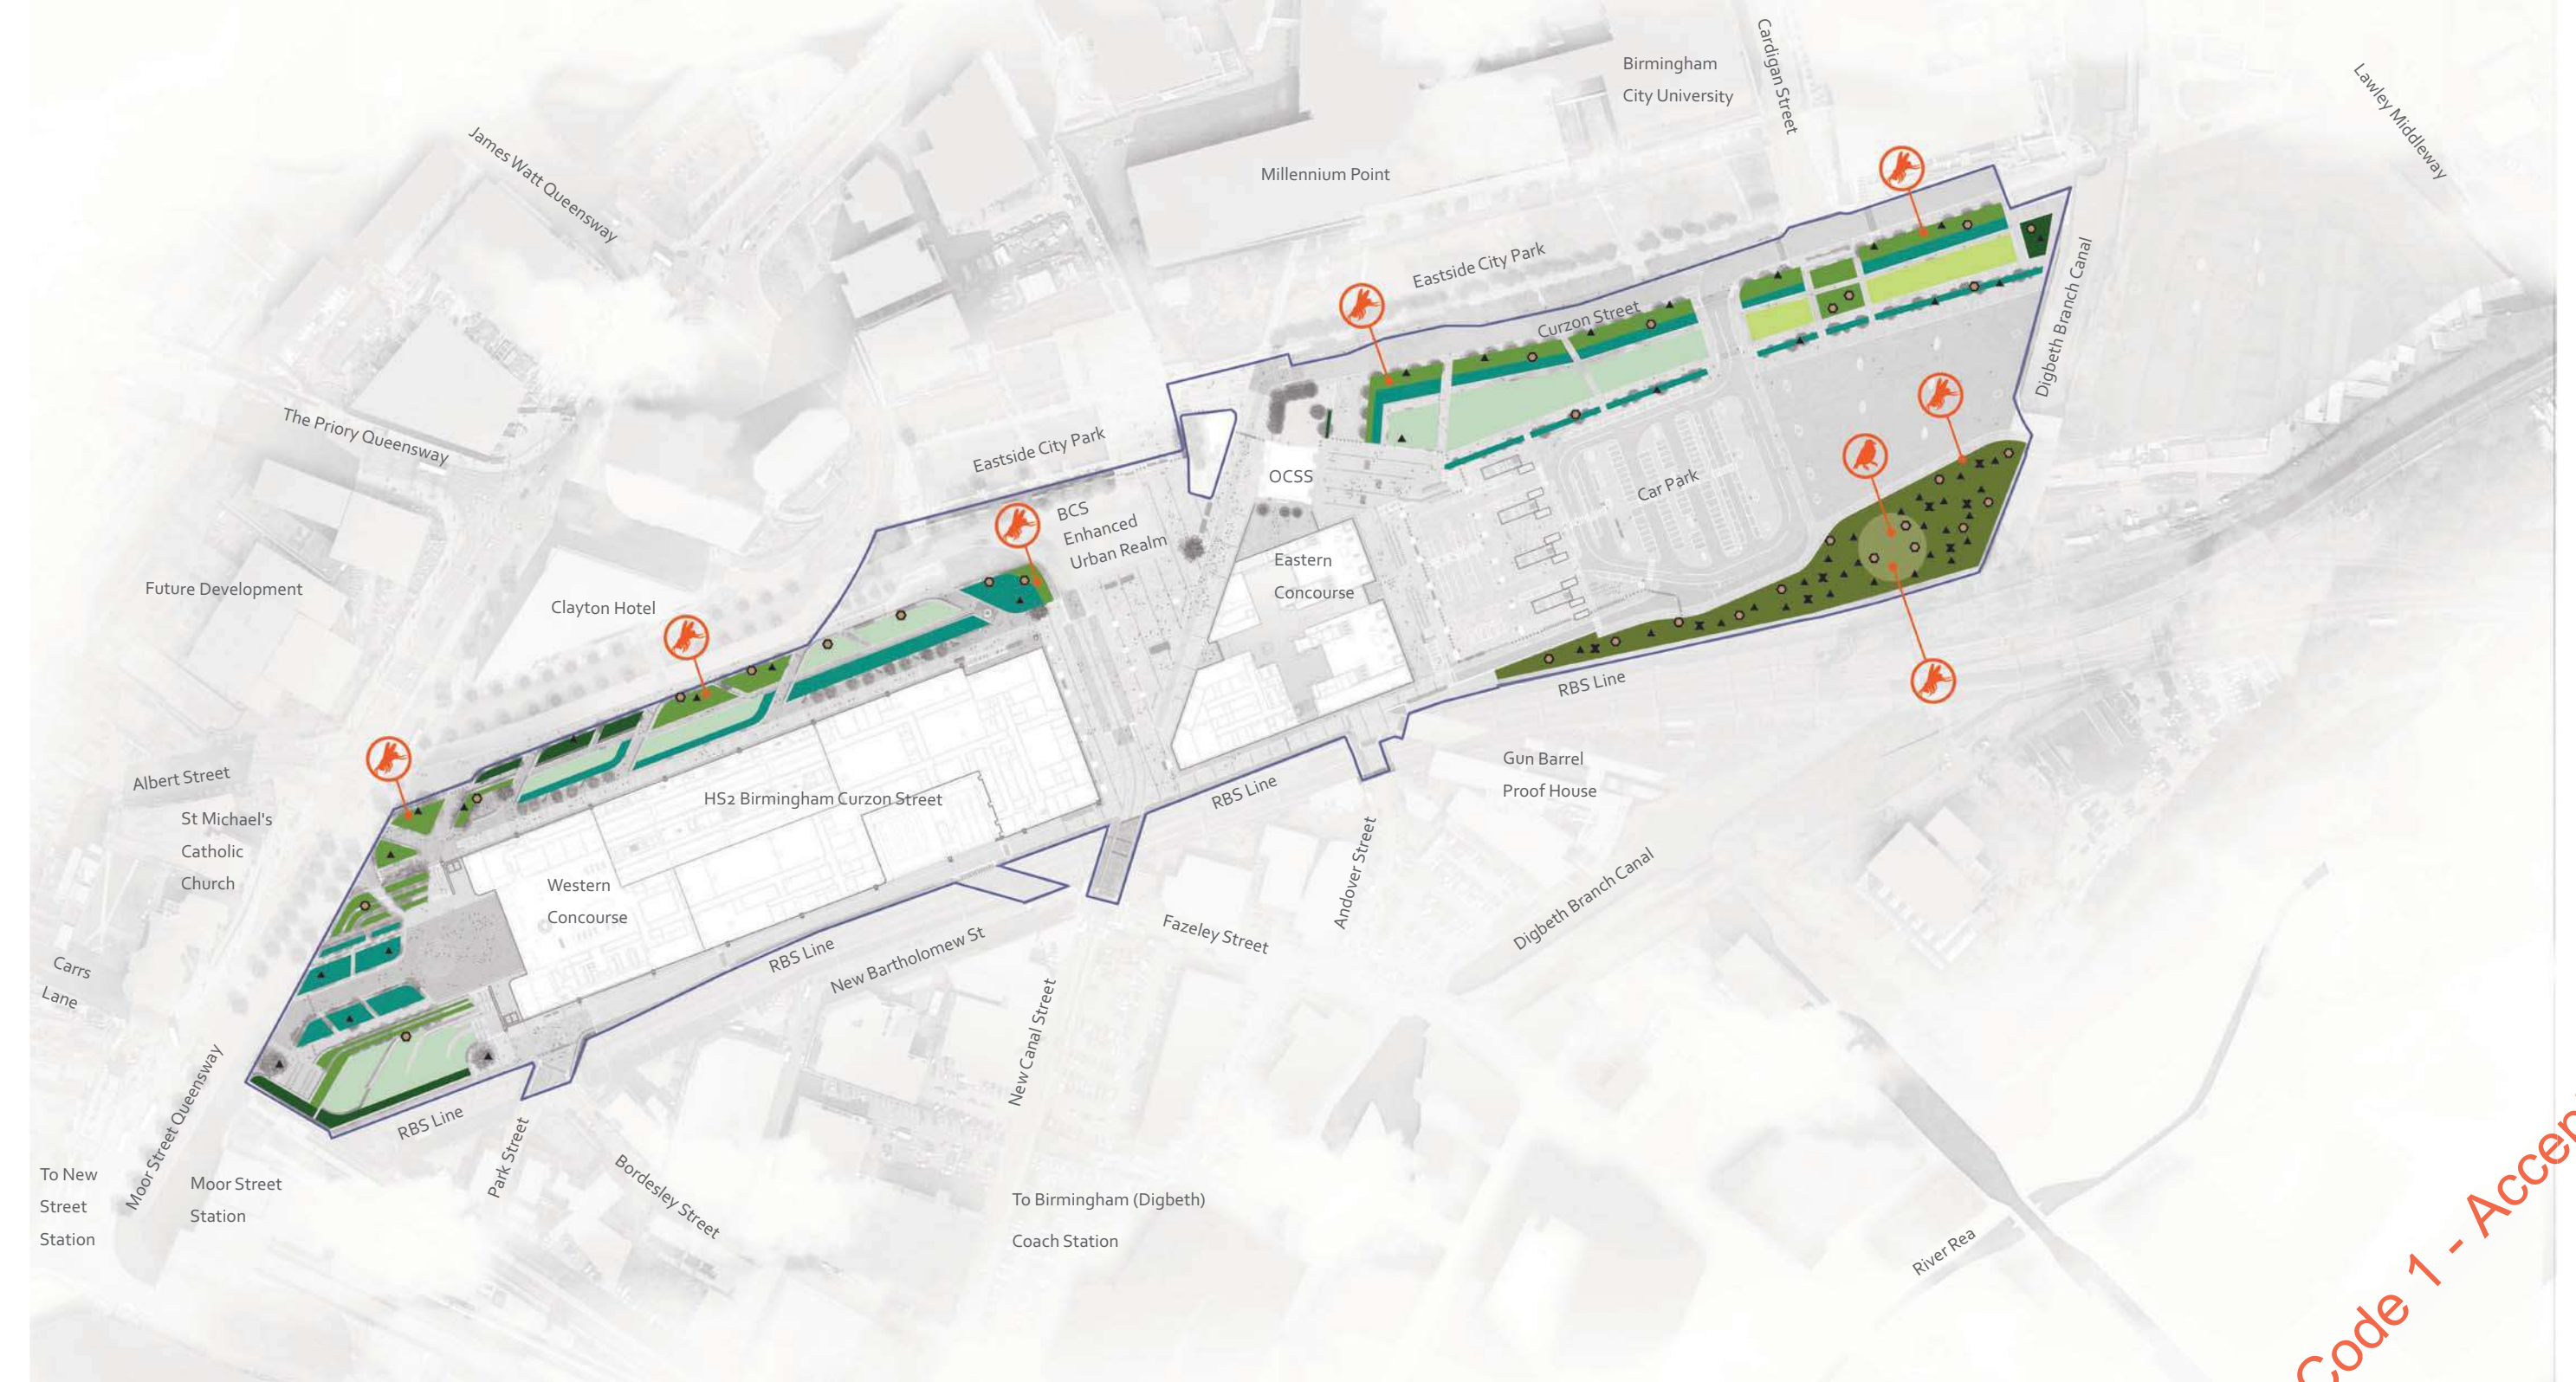 Birmingham
City University
Cardigan Street
Lawley Middleway
James Watt Queensway
Millennium Point
Eastside City Park
Curzon Street
Digbeth Branch Canal
The Priory Queensway
Eastside City Park
BCS
Enhanced
Urban Realm
OCSS
Car Park
Eastern
Concourse
Future Development
Clayton Hotel
RBS Line
Albert Street
St Michael's
Catholic
Church
HS2 Birmingham Curzon Street
RBS Line
Gun Barrel
Proof House
Western
Concourse
Andover Street
Digbeth Branch Canal
Fazeley Street
Carrs
Lane
RBS Line
New Bartholomew St
New Canal Street
Moor Street Queensway
RBS Line
Park Street
Bordesley Street
To New
Street
Station
Moor Street
Station
To Birmingham (Digbeth)
Coach Station
River Rea
Code 1 - Accep